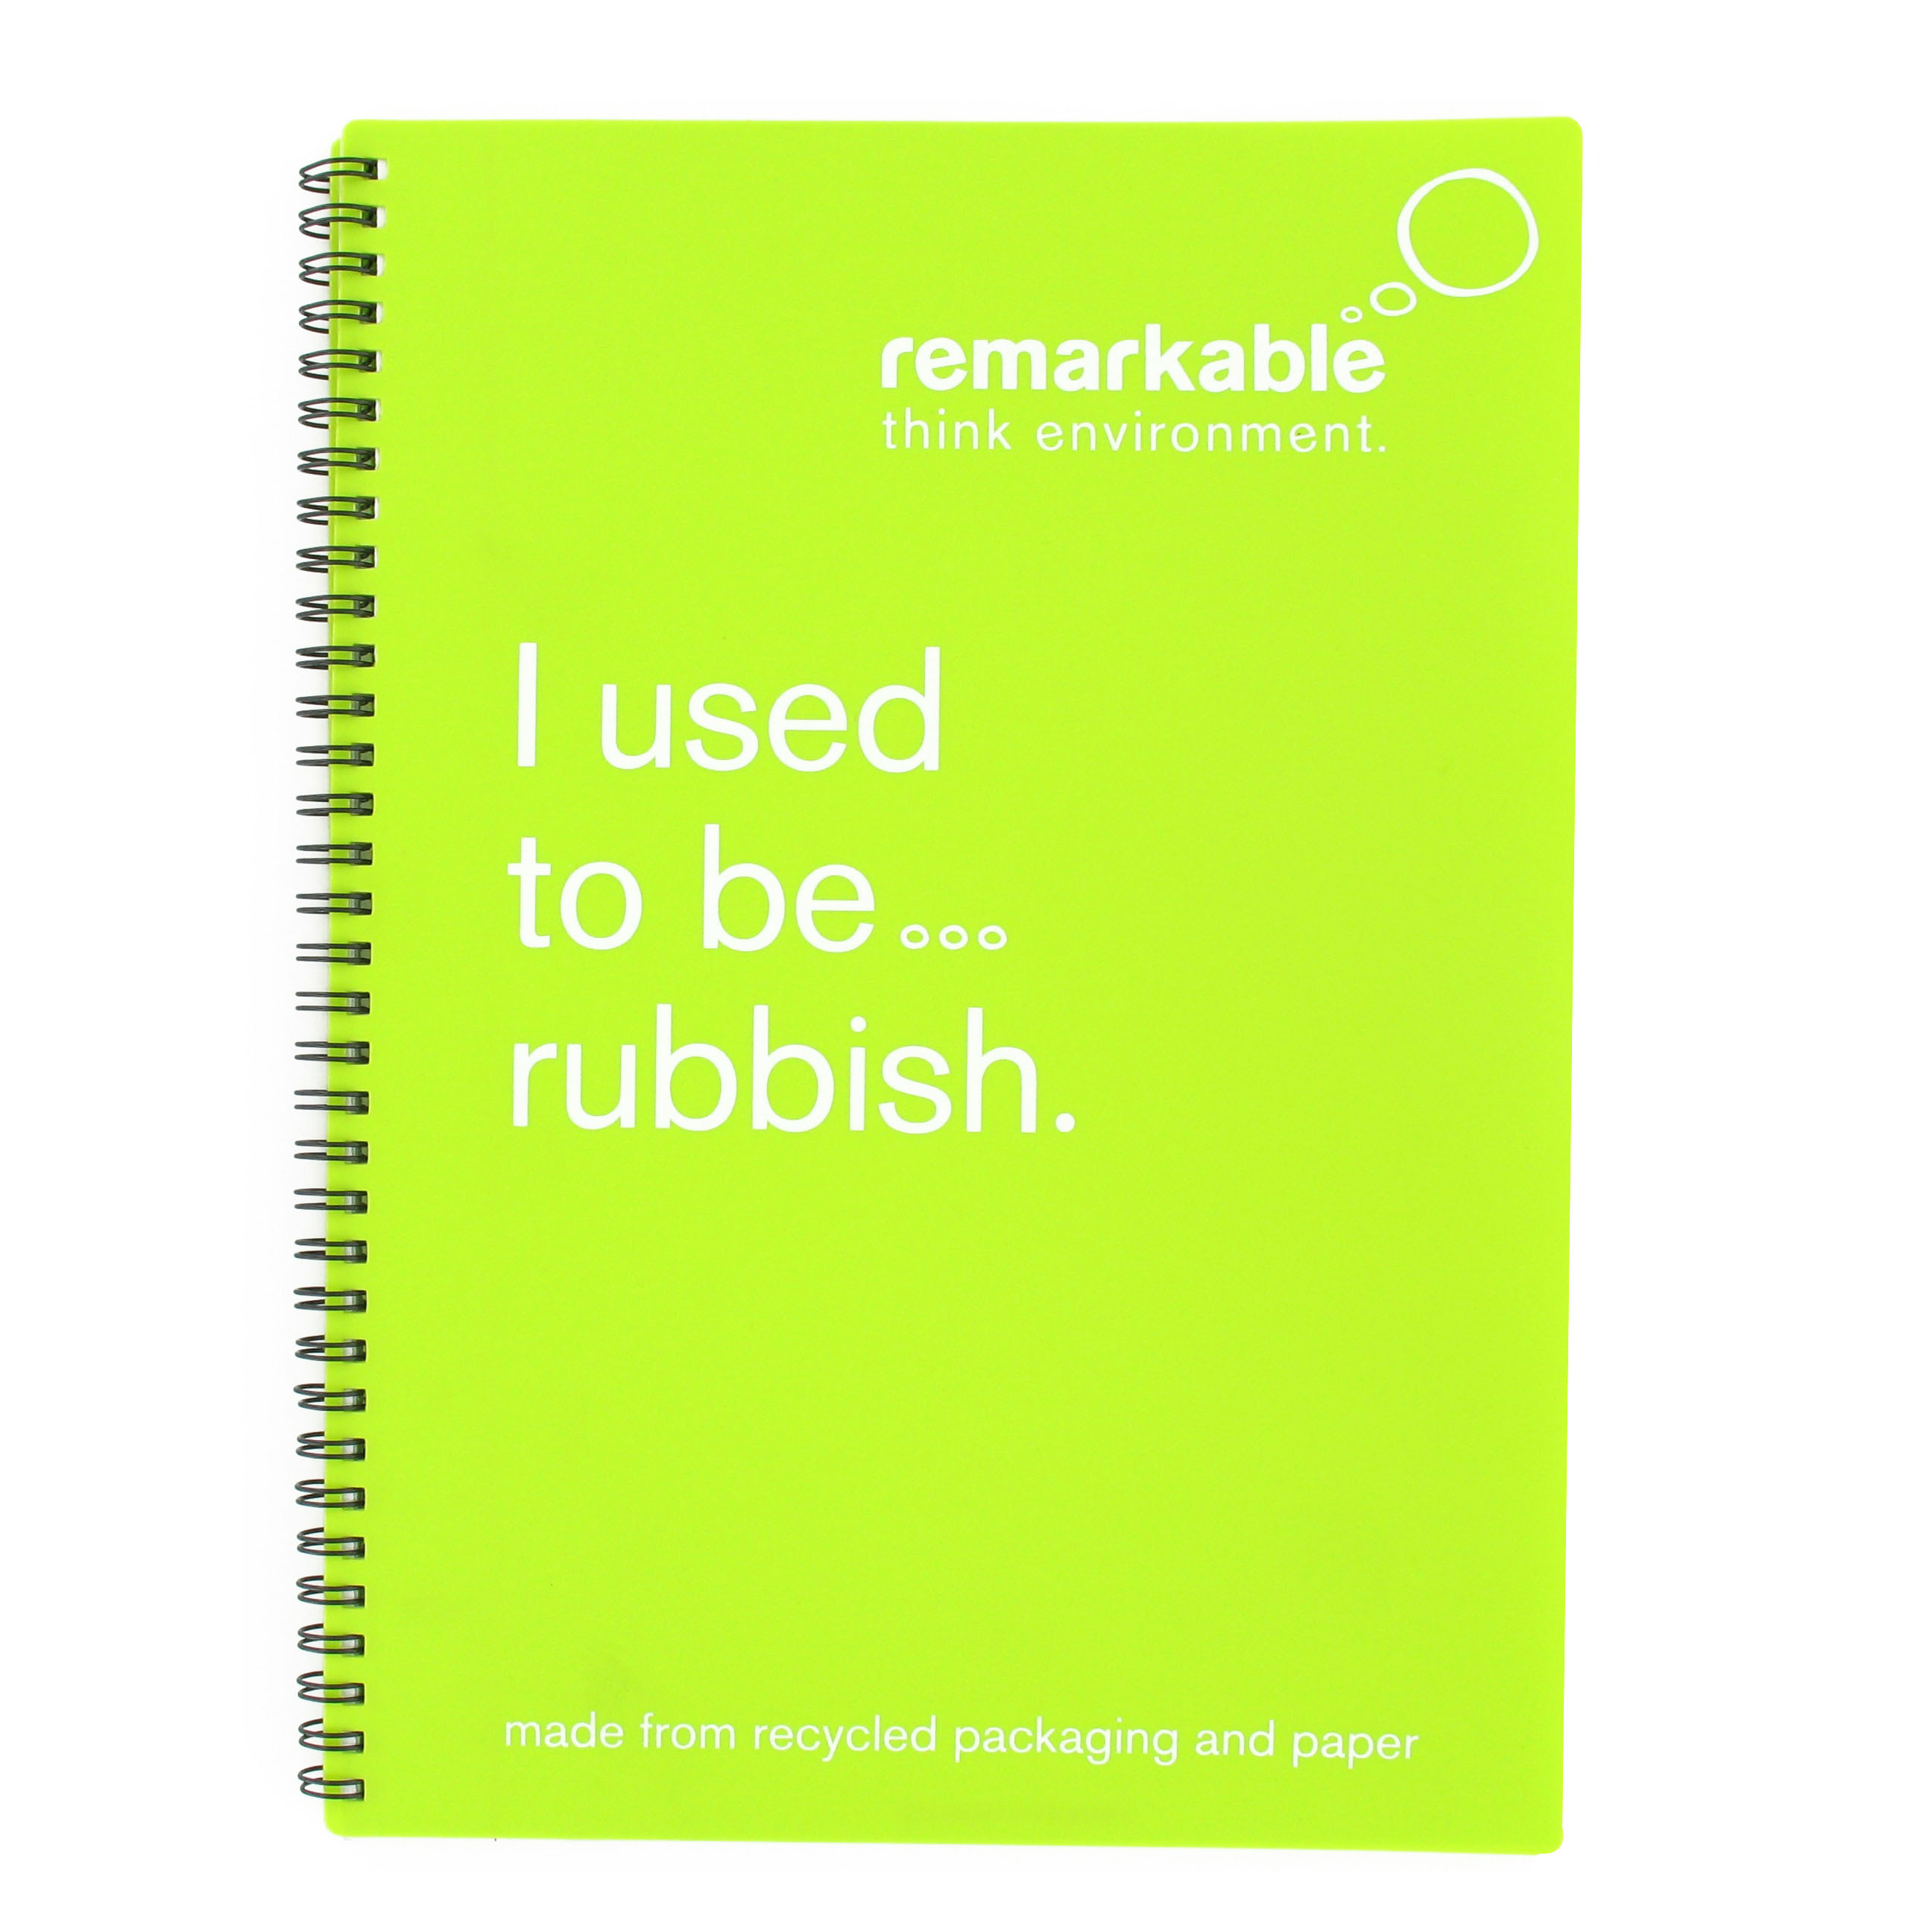 remarkable
think environment.
I used
to be...
rubbish.
made from recycled packaging and paper